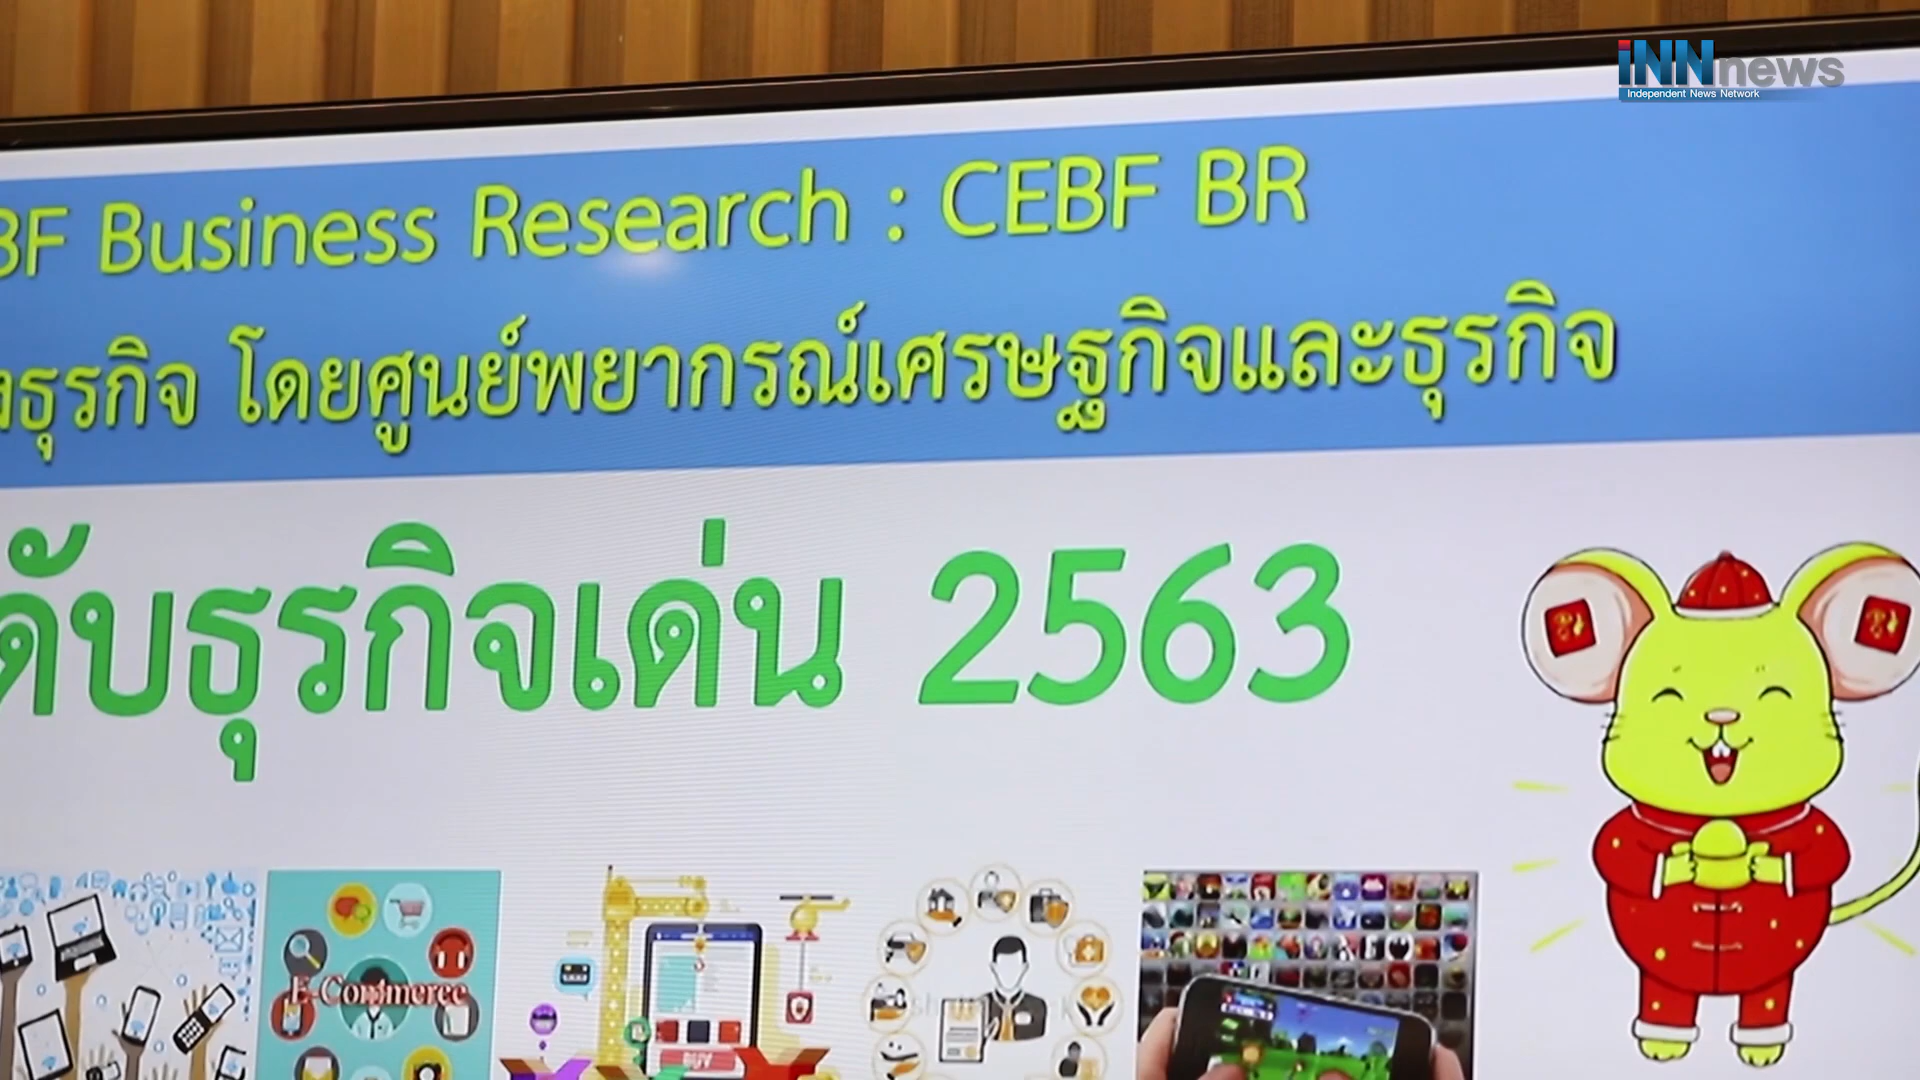 iNNnews
Independent News Network
BF Business Research : CEBF BR
ธุรกิจ โดยศูนย์พยากรณ์เศรษฐกิจและธุรกิจ
ดับธุรกิจเด่น 2563
E-Commerce
BUY